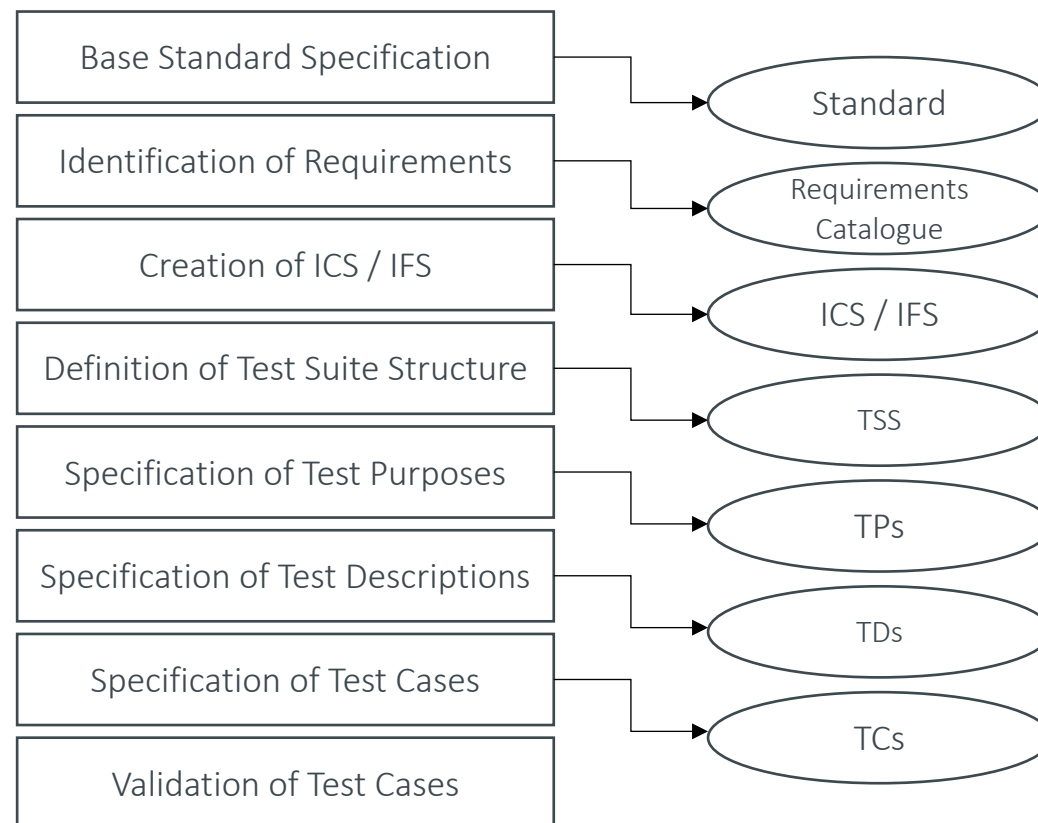 Base Standard Specification
Standard
Identification of Requirements
Requirements
Catalogue
Creation of ICS / IFS
ICS / IFS
Definition of Test Suite Structure
TSS
Specification of Test Purposes
TPs
Specification of Test Descriptions
TDs
Specification of Test Cases
TCs
Validation of Test Cases